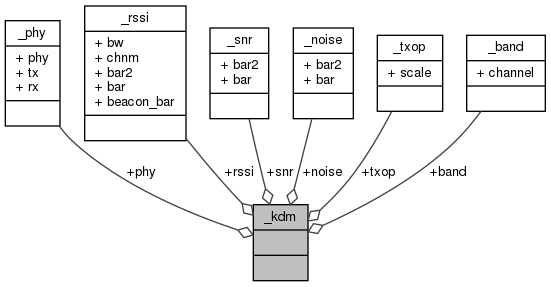 _phy
+ phy
+ tx
+ rx
_rssi
+ bw
+ chnm
+ bar2
+ bar
+ beacon_bar
_snr
+ bar2
+ bar
_noise
+ bar2
+ bar
_txop
+ scale
_band
+ channel
+phy
+rssi
+snr
+noise
+txop
+band
_kdm